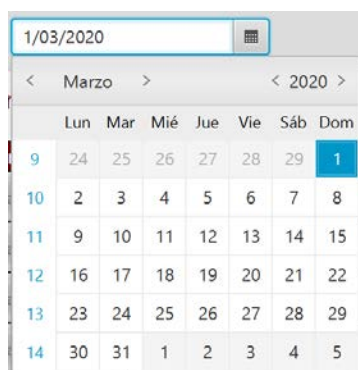 1/03/2020
< Marzo > < 2020 >
Lun Mar Mié Jue Vie Sáb Dom
9 24 25 26 27 28 29 1
10 2 3 4 5 6 7 8
11 9 10 11 12 13 14 15
12 16 17 18 19 20 21 22
13 23 24 25 26 27 28 29
14 30 31 1 2 3 4 5